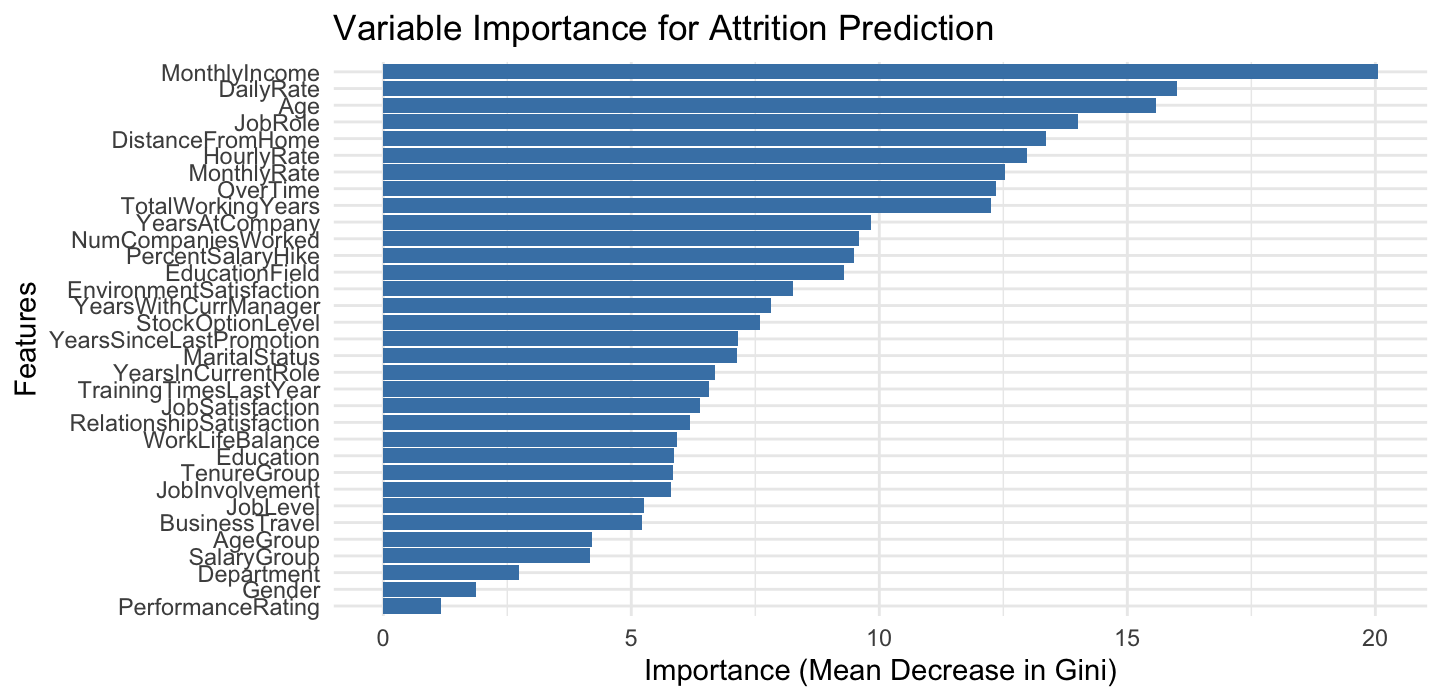 Variable Importance for Attrition Prediction
MonthlyIncome
DailyRate
Age
JobRole
DistanceFromHome
HourlyRate
MonthlyRate
OverTime
TotalWorkingYears
YearsAtCompany
NumCompaniesWorked
PercentSalaryHike
EducationField
EnvironmentSatisfaction
YearsWithCurrManager
StockOptionLevel
YearsSinceLastPromotion
MaritalStatus
YearsInCurrentRole
TrainingTimesLastYear
JobSatisfaction
RelationshipSatisfaction
WorkLifeBalance
Education
TenureGroup
JobInvolvement
JobLevel
BusinessTravel
AgeGroup
SalaryGroup
Department
Gender
PerformanceRating
Features
0 5 10 15 20
Importance (Mean Decrease in Gini)